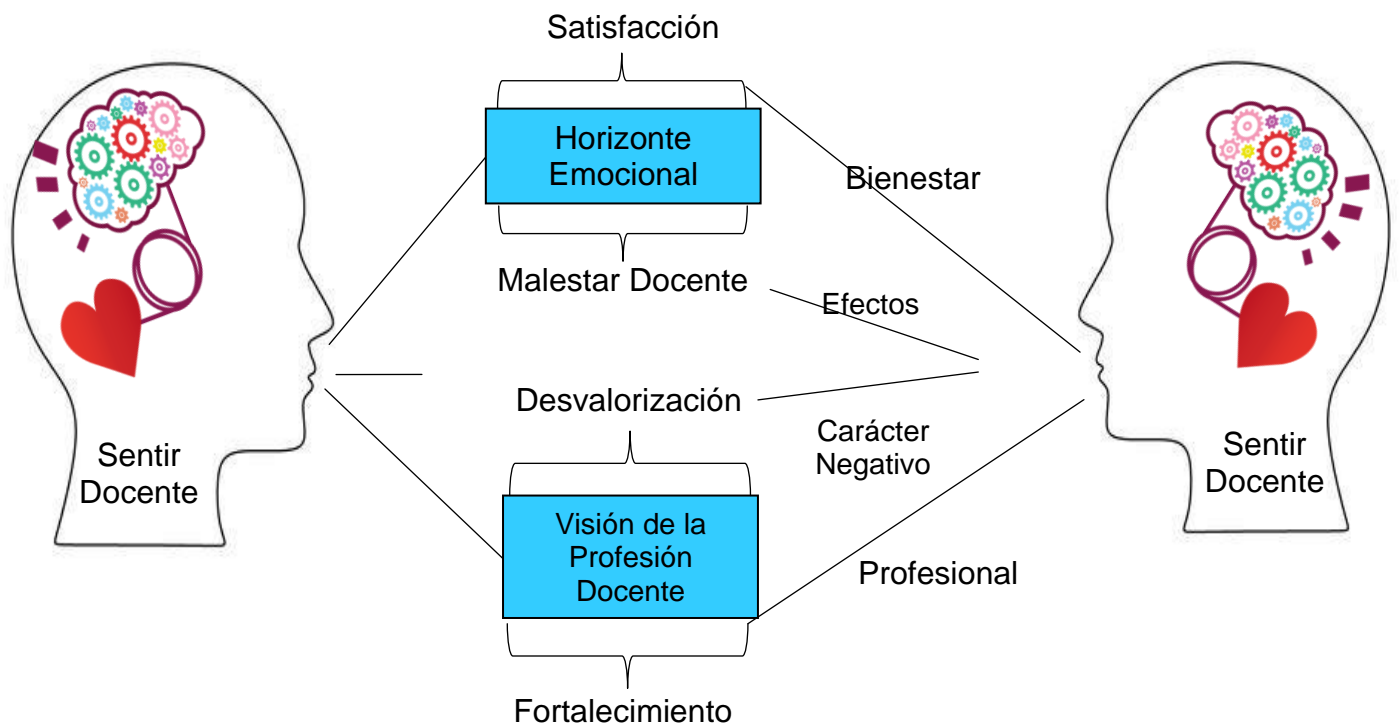 Satisfacción
Horizonte
Emocional
Bienestar
Malestar Docente
Efectos
Desvalorización
Carácter
Negativo
Sentir
Docente
Sentir
Docente
Visión de la
Profesión
Docente
Profesional
Fortalecimiento